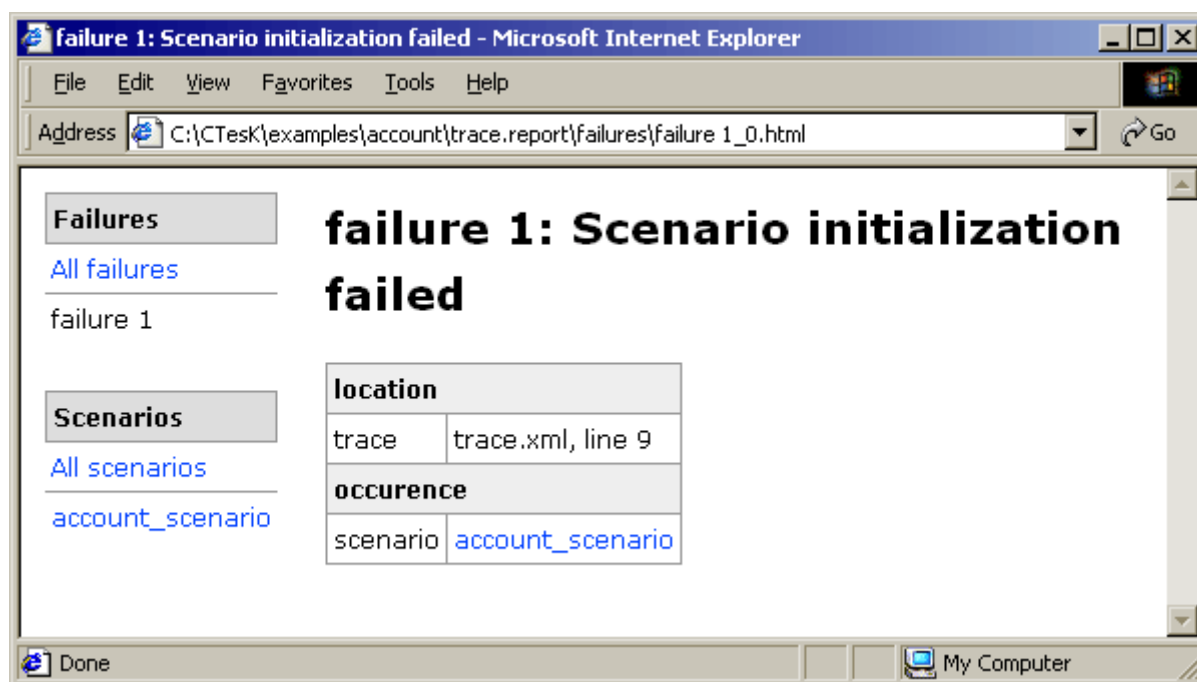 failure 1: Scenario initialization failed - Microsoft Internet Explorer
File Edit View Favorites Tools Help
Address C:\CTesK\examples\account\trace.report\failures\failure 1_0.html Go
Failures
All failures
failure 1
Scenarios
All scenarios
account_scenario
failure 1: Scenario initialization
failed
location
trace trace.xml, line 9
occurence
scenario account_scenario
Done My Computer